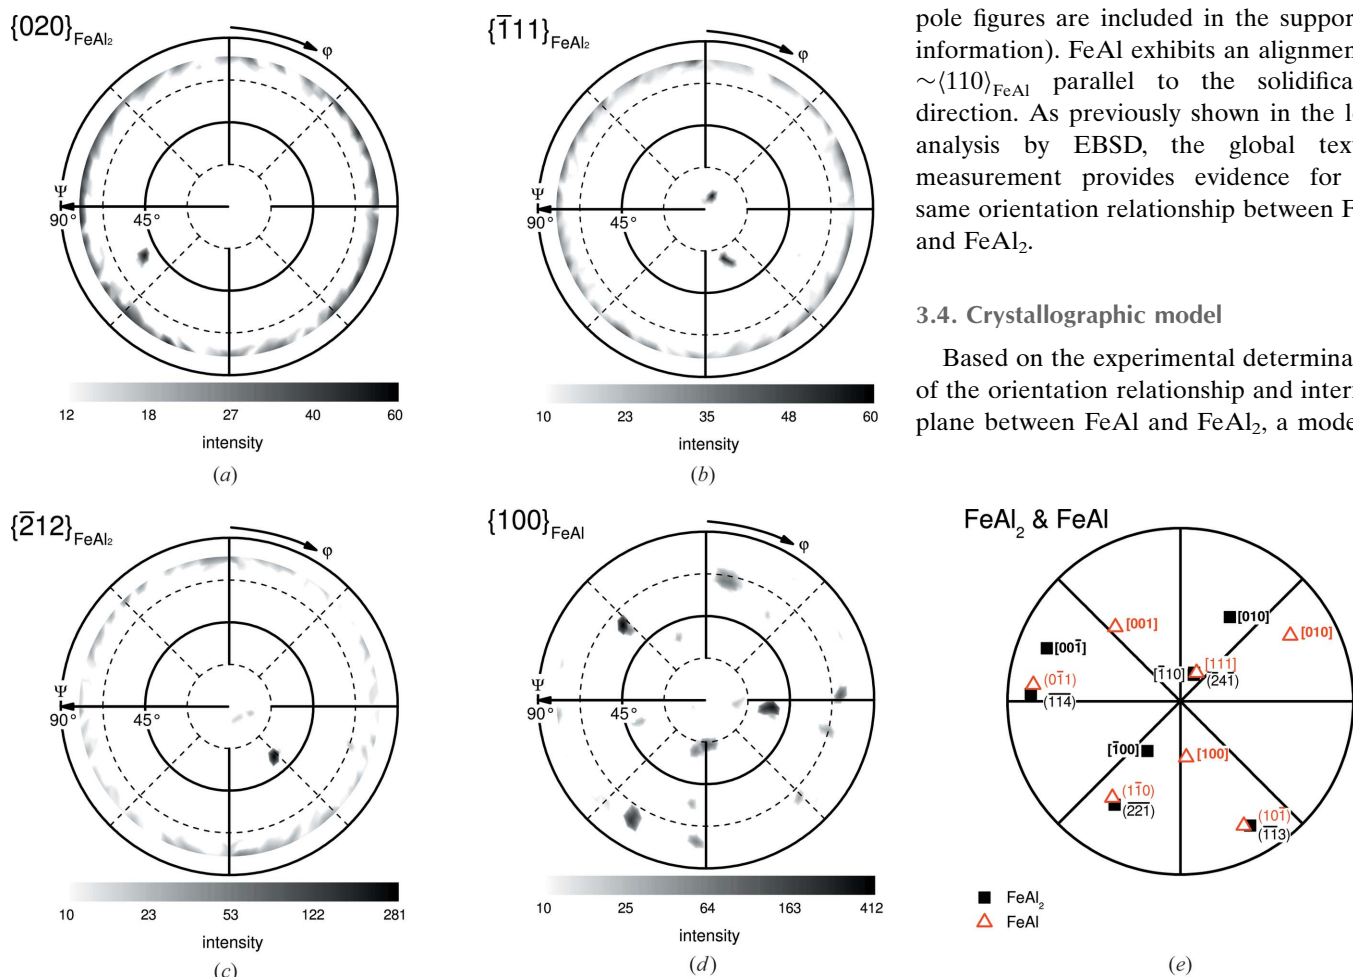 {020}FeAl₂
φ
Ψ
90°
45°
12 18 27 40 60
intensity
(a)
{1̅11}FeAl₂
φ
Ψ
90°
45°
10 23 35 48 60
intensity
(b)
pole figures are included in the support
information). FeAl exhibits an alignmen
∼⟨110⟩FeAl parallel to the solidifica
direction. As previously shown in the l
analysis by EBSD, the global text
measurement provides evidence for
same orientation relationship between F
and FeAl₂.
3.4. Crystallographic model
Based on the experimental determina
of the orientation relationship and inter
plane between FeAl and FeAl₂, a mode
{2̅12}FeAl₂
φ
Ψ
90°
45°
10 23 53 122 281
intensity
(c)
{100}FeAl
φ
Ψ
90°
45°
10 25 64 163 412
intensity
(d)
FeAl₂ & FeAl
[001]
[010]
[010]
[001̅]
[1̅10]
[111]
(2̅41̅)
(01̅1)
(1̅1̅4)
[1̅00]
[100]
(11̅0)
(2̅2̅1)
(101̅)
(1̅1̅3)
FeAl₂
FeAl
(e)